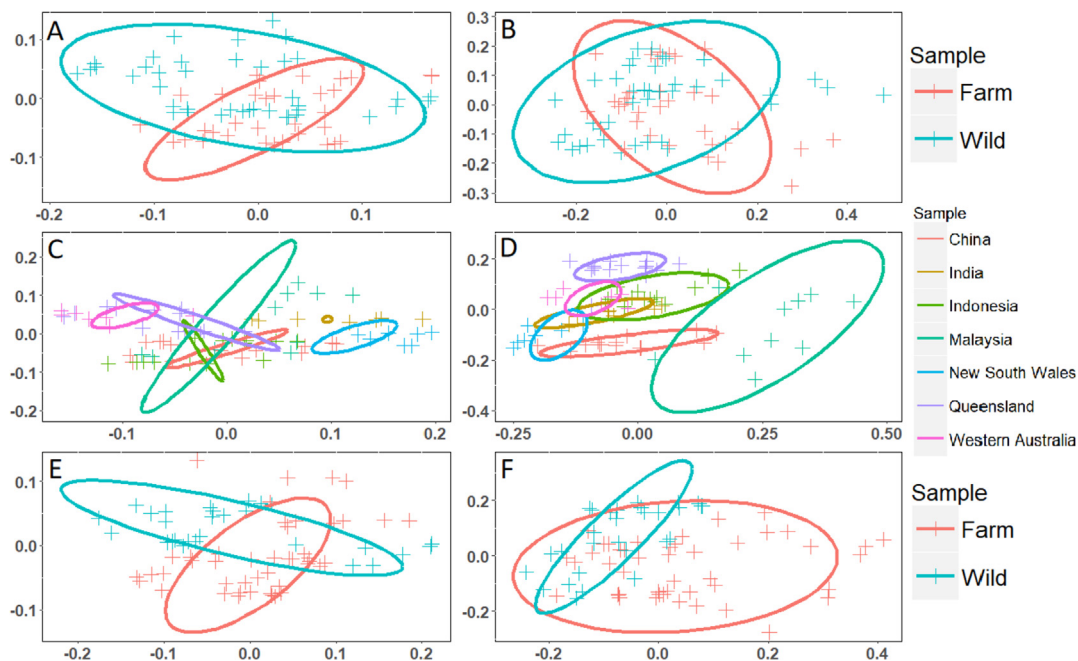 A
0.1
0.0
-0.1
-0.2 -0.1 0.0 0.1
B
0.3
0.2
0.1
0.0
-0.1
-0.2
-0.3
-0.2 0.0 0.2 0.4
Sample
Farm
Wild
C
0.2
0.1
0.0
-0.1
-0.2
-0.1 0.0 0.1 0.2
D
0.2
0.0
-0.2
-0.4
-0.25 0.00 0.25 0.50
Sample
China
India
Indonesia
Malaysia
New South Wales
Queensland
Western Australia
E
0.1
0.0
-0.1
-0.2 -0.1 0.0 0.1 0.2
F
0.2
0.0
-0.2
-0.2 0.0 0.2 0.4
Sample
Farm
Wild